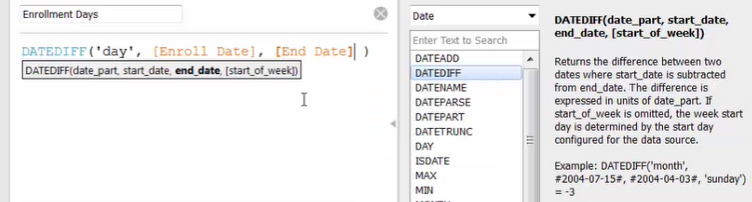 Enrollment Days
DATEDIFF('day', [Enroll Date], [End Date] )
DATEDIFF(date_part, start_date, end_date, [start_of_week])
Date
Enter Text to Search
DATEADD
DATEDIFF
DATENAME
DATEPARSE
DATEPART
DATETRUNC
DAY
ISDATE
MAX
MIN
MONTH
DATEDIFF(date_part, start_date,
end_date, [start_of_week])
Returns the difference between two
dates where start_date is subtracted
from end_date. The difference is
expressed in units of date_part. If
start_of_week is omitted, the week start
day is determined by the start day
configured for the data source.
Example: DATEDIFF('month',
#2004-07-15#, #2004-04-03#, 'sunday')
= -3